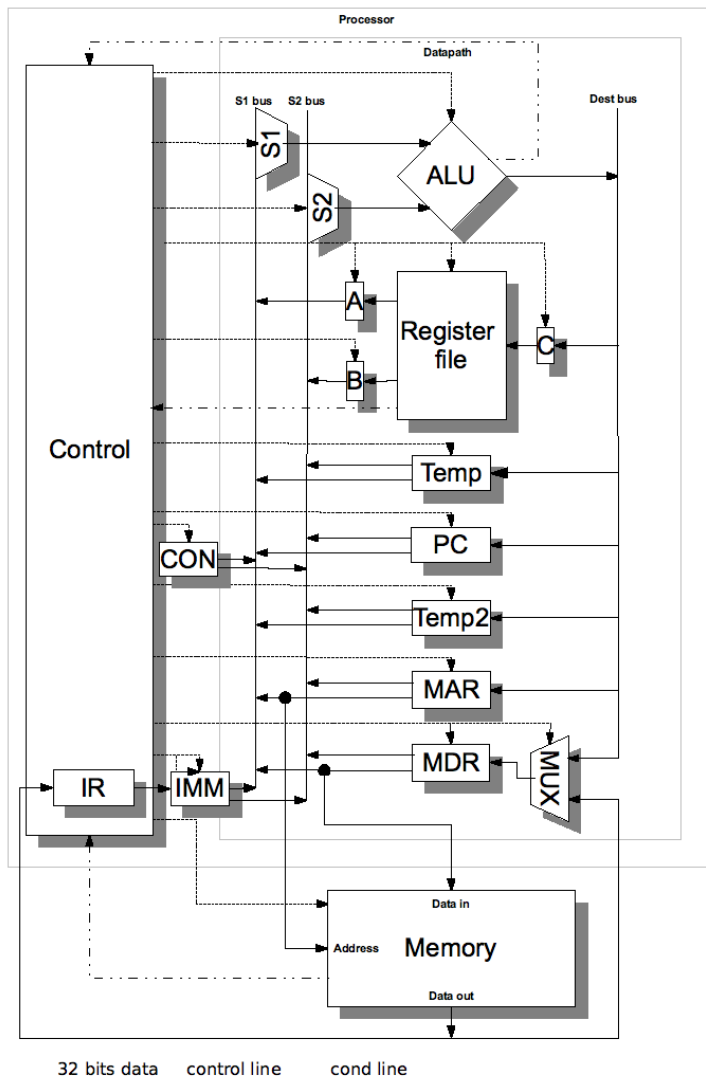 Processor
Datapath
S1 bus
S2 bus
Dest bus
S1
ALU
S2
A
Register
file
C
B
Control
Temp
PC
CON
Temp2
MAR
MDR
MUX
IR
IMM
Data in
Address
Memory
Data out
32 bits data control line cond line